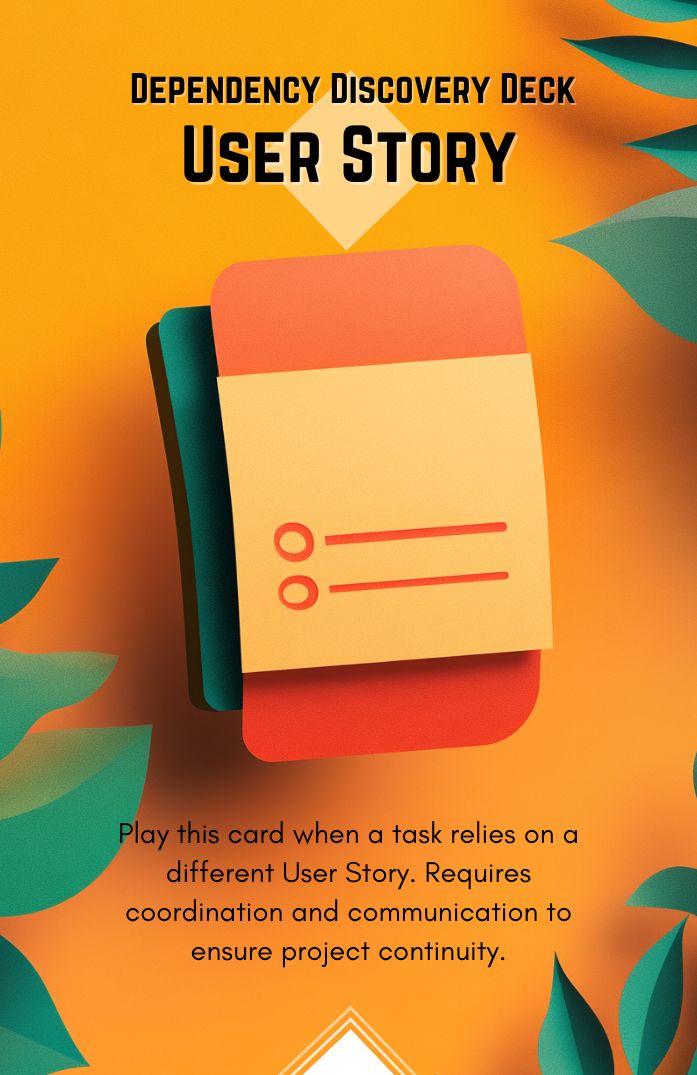 Dependency Discovery Deck
User Story
Play this card when a task relies on a
different User Story. Requires
coordination and communication to
ensure project continuity.